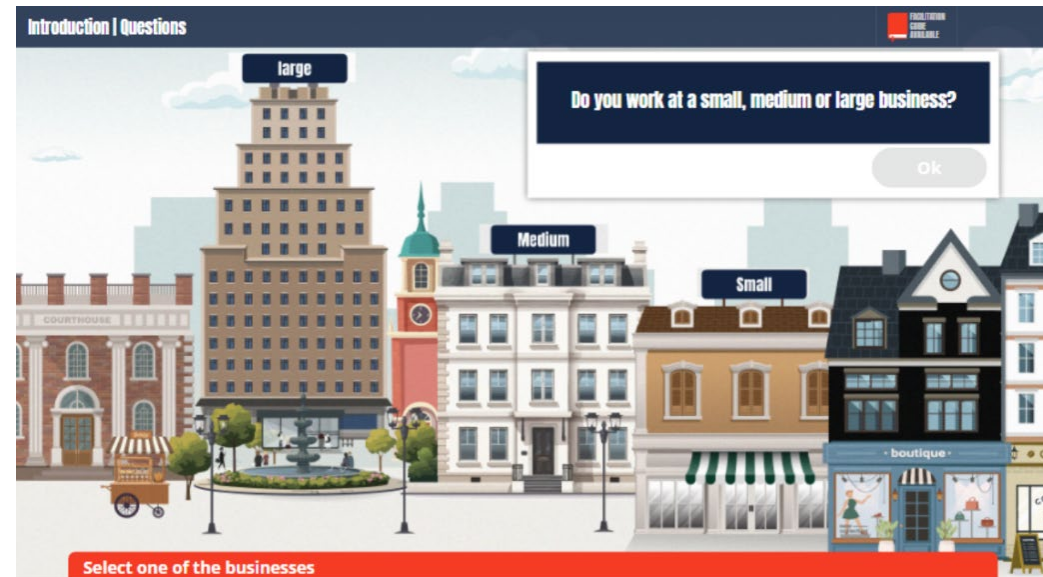 Introduction | Questions
FACILITATION
GUIDE
AVAILABLE
large
Do you work at a small, medium or large business?
Ok
Medium
Small
COURTHOUSE
· boutique ·
Select one of the businesses